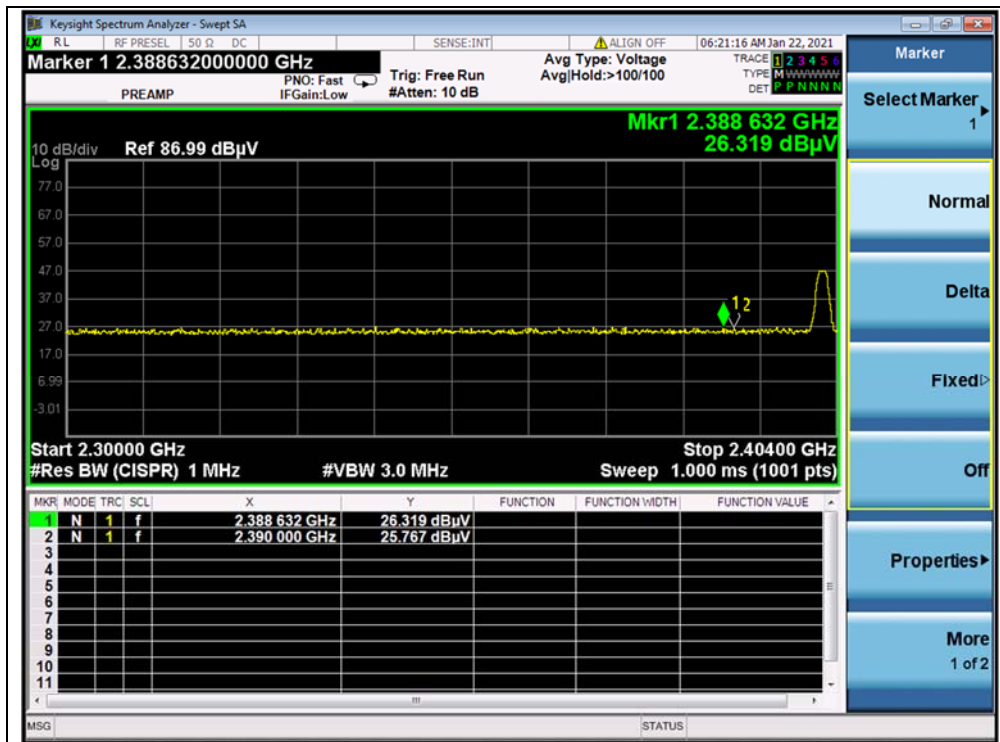 Keysight Spectrum Analyzer - Swept SA
RL RF PRESEL 50 Ω DC SENSE:INT ALIGN OFF 06:21:16 AM Jan 22, 2021
Marker 1 2.388632000000 GHz
PREAMP
PNO: Fast
IFGain:Low
Trig: Free Run
#Atten: 10 dB
Avg Type: Voltage
Avg|Hold:>100/100
TRACE 1 2 3 4 5 6
TYPE M W W W W W
DET P P N N N N
Mkr1 2.388 632 GHz
26.319 dBµV
10 dB/div Ref 86.99 dBµV
Log
77.0
67.0
57.0
47.0
37.0
27.0
17.0
6.99
-3.01
1 2
Start 2.30000 GHz Stop 2.40400 GHz
#Res BW (CISPR) 1 MHz #VBW 3.0 MHz Sweep 1.000 ms (1001 pts)
MKR MODE TRC SCL X Y FUNCTION FUNCTION WIDTH FUNCTION VALUE
1 N 1 f 2.388 632 GHz 26.319 dBµV
2 N 1 f 2.390 000 GHz 25.767 dBµV
3
4
5
6
7
8
9
10
11
MSG STATUS
Marker
Select Marker
1
Normal
Delta
Fixed
Off
Properties
More
1 of 2